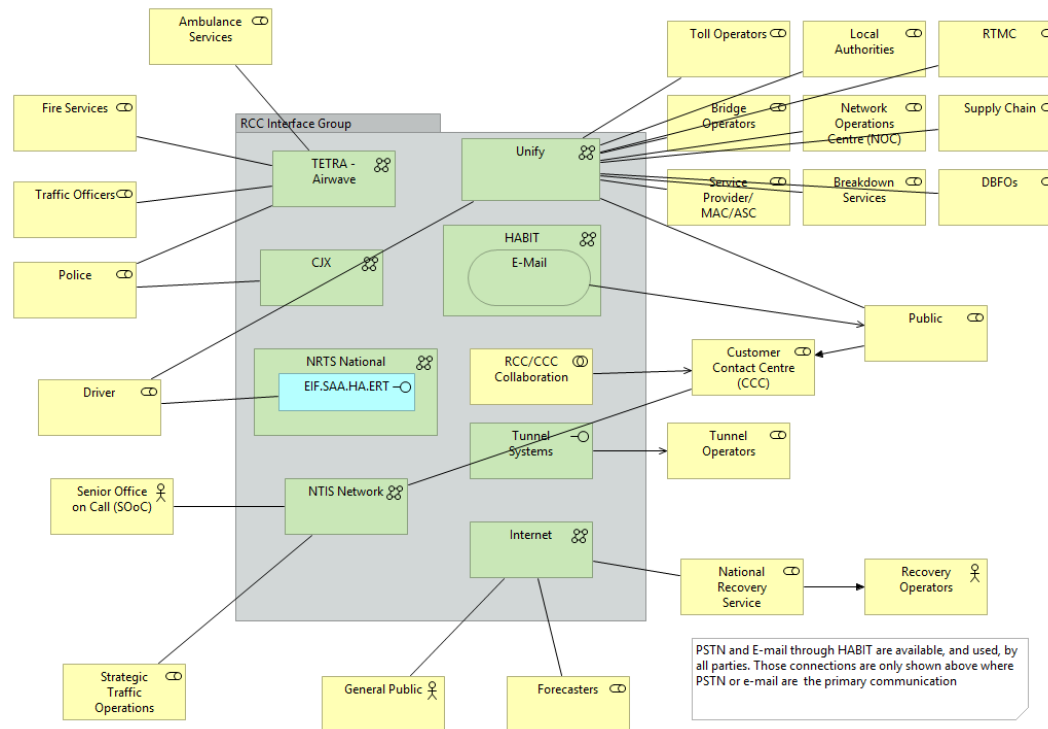 Ambulance
Services
Toll Operators
Local
Authorities
RTMC
Fire Services
RCC Interface Group
Bridge
Operators
Network
Operations
Centre (NOC)
Supply Chain
TETRA -
Airwave
Unify
Traffic Officers
Service
Provider/
MAC/ASC
Breakdown
Services
DBFOs
HABIT
E-Mail
Police
CJX
Public
NRTS National
EIF.SAA.HA.ERT
RCC/CCC
Collaboration
Customer
Contact Centre
(CCC)
Driver
Tunnel
Systems
Tunnel
Operators
Senior Office
on Call (SOoC)
NTIS Network
Internet
National
Recovery
Service
Recovery
Operators
PSTN and E-mail through HABIT are available, and used, by
all parties. Those connections are only shown above where
PSTN or e-mail are the primary communication
Strategic
Traffic
Operations
General Public
Forecasters